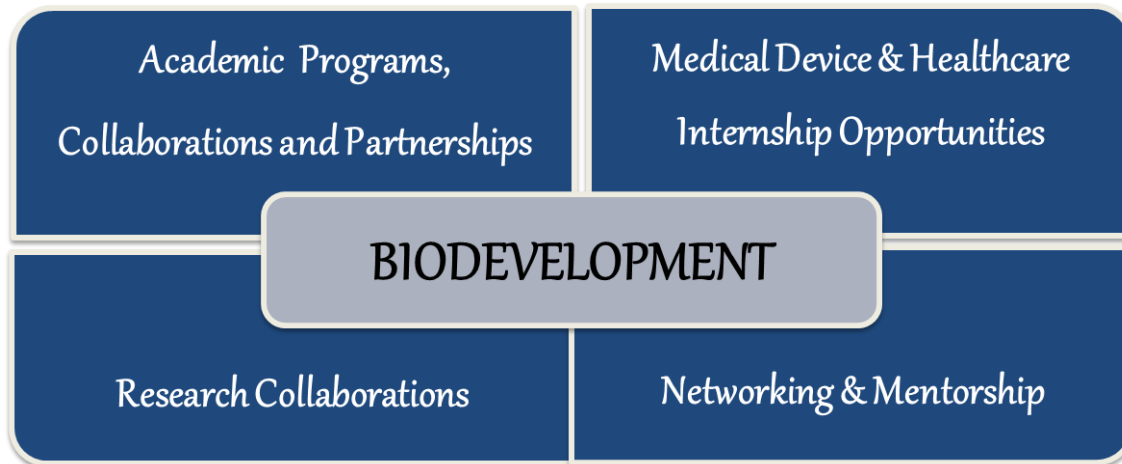 Academic Programs,
Collaborations and Partnerships
Medical Device & Healthcare
Internship Opportunities
BIODEVELOPMENT
Research Collaborations
Networking & Mentorship